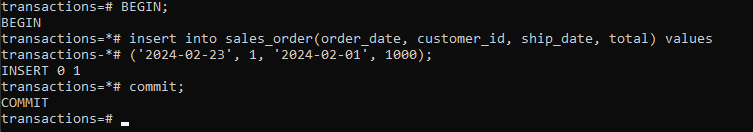 transactions=# BEGIN;
BEGIN
transactions=*# insert into sales_order(order_date, customer_id, ship_date, total) values
transactions-*# ('2024-02-23', 1, '2024-02-01', 1000);
INSERT 0 1
transactions=*# commit;
COMMIT
transactions=#